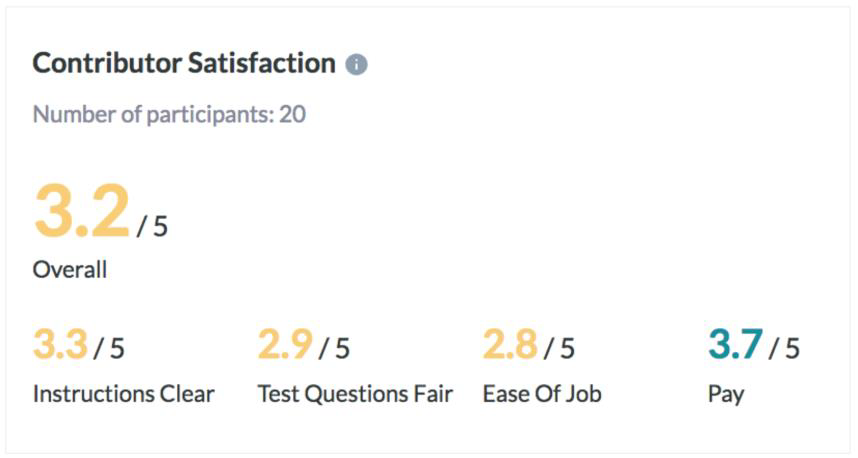 Contributor Satisfaction
Number of participants: 20
3.2 / 5
Overall
3.3 / 5 2.9 / 5 2.8 / 5 3.7 / 5
Instructions Clear Test Questions Fair Ease Of Job Pay